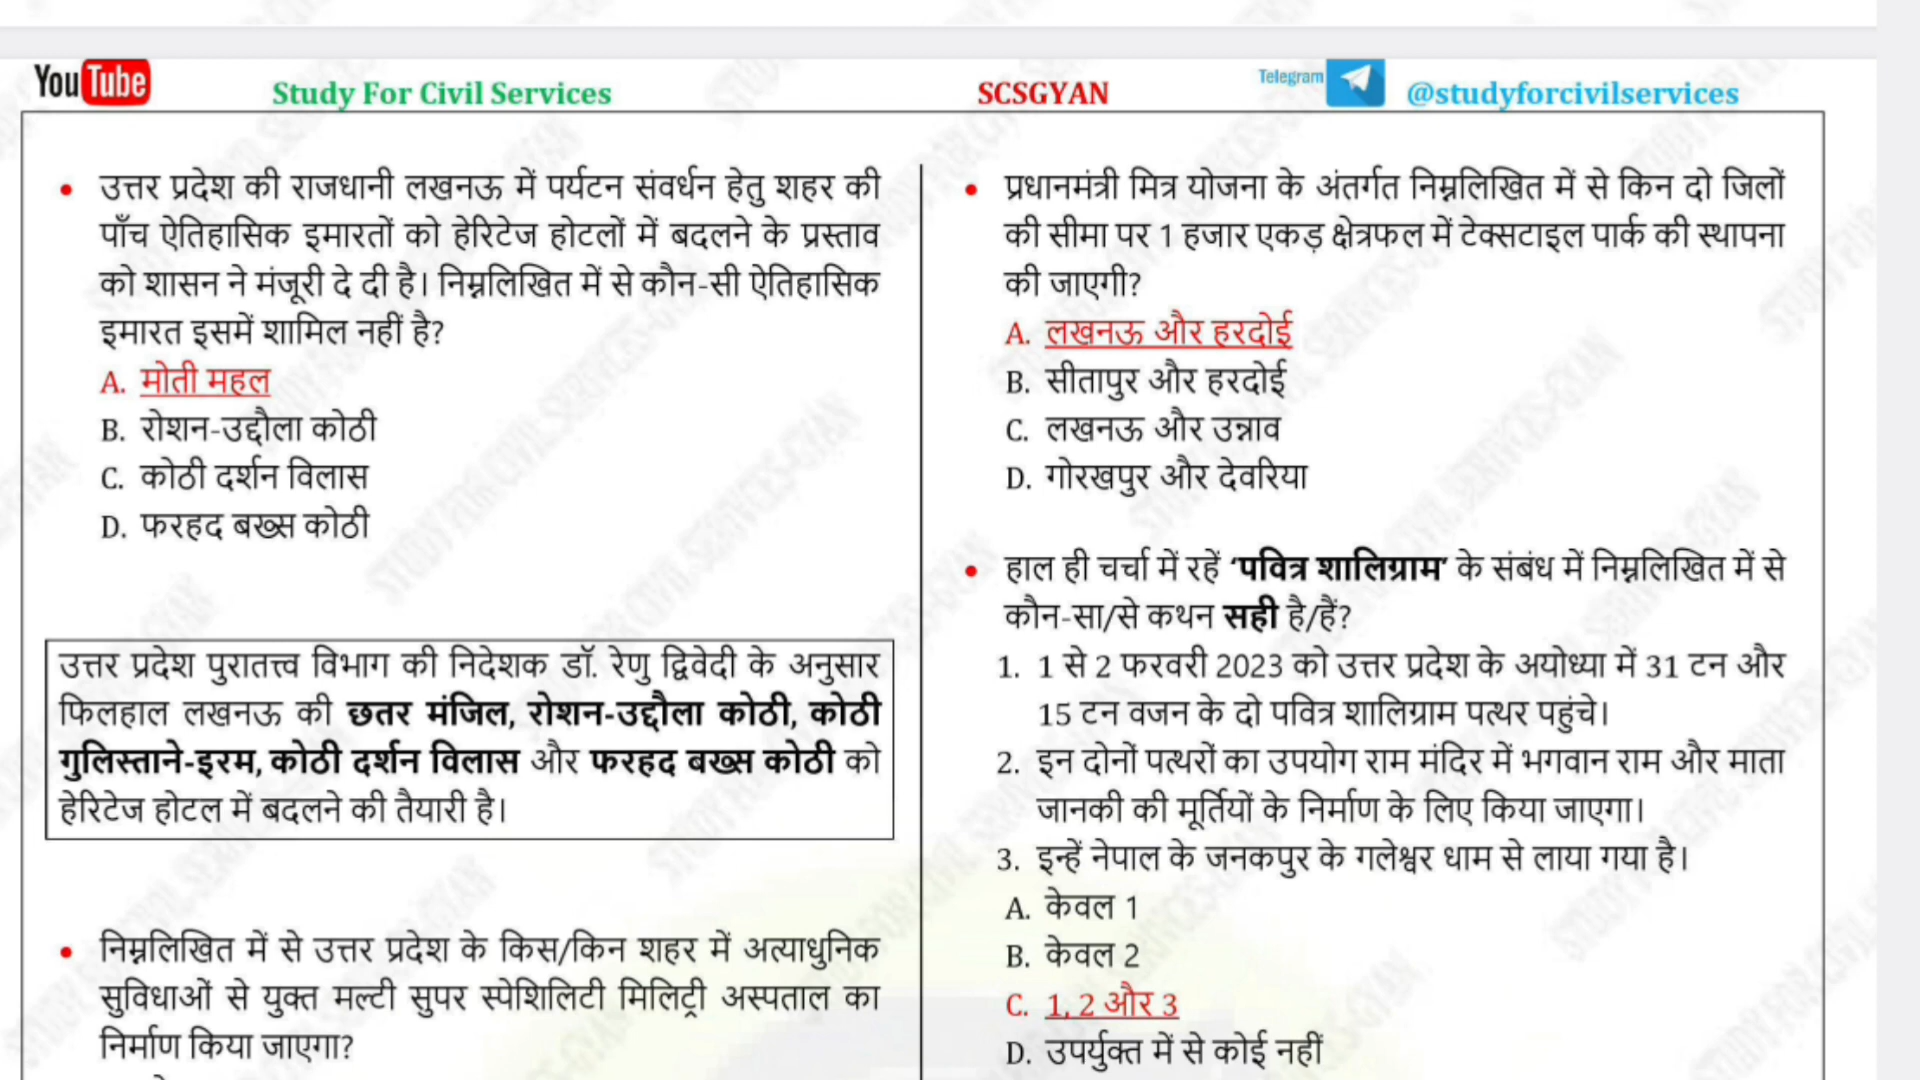 YouTube
Study For Civil Services
SCSGYAN
Telegram
@studyforcivilservices
• उत्तर प्रदेश की राजधानी लखनऊ में पर्यटन संवर्धन हेतु शहर की
पाँच ऐतिहासिक इमारतों को हेरिटेज होटलों में बदलने के प्रस्ताव
को शासन ने मंजूरी दे दी है। निम्नलिखित में से कौन-सी ऐतिहासिक
इमारत इसमें शामिल नहीं है?
A. मोती महल
B. रोशन-उद्दौला कोठी
C. कोठी दर्शन विलास
D. फरहद बख्स कोठी
उत्तर प्रदेश पुरातत्त्व विभाग की निदेशक डॉ. रेणु द्विवेदी के अनुसार
फिलहाल लखनऊ की छतर मंजिल, रोशन-उद्दौला कोठी, कोठी
गुलिस्ताने-इरम, कोठी दर्शन विलास और फरहद बख्स कोठी को
हेरिटेज होटल में बदलने की तैयारी है।
• निम्नलिखित में से उत्तर प्रदेश के किस/किन शहर में अत्याधुनिक
सुविधाओं से युक्त मल्टी सुपर स्पेशिलिटी मिलिट्री अस्पताल का
निर्माण किया जाएगा?
• प्रधानमंत्री मित्र योजना के अंतर्गत निम्नलिखित में से किन दो जिलों
की सीमा पर 1 हजार एकड़ क्षेत्रफल में टेक्सटाइल पार्क की स्थापना
की जाएगी?
A. लखनऊ और हरदोई
B. सीतापुर और हरदोई
C. लखनऊ और उन्नाव
D. गोरखपुर और देवरिया
• हाल ही चर्चा में रहें ‘पवित्र शालिग्राम’ के संबंध में निम्नलिखित में से
कौन-सा/से कथन सही है/हैं?
1. 1 से 2 फरवरी 2023 को उत्तर प्रदेश के अयोध्या में 31 टन और
15 टन वजन के दो पवित्र शालिग्राम पत्थर पहुंचे।
2. इन दोनों पत्थरों का उपयोग राम मंदिर में भगवान राम और माता
जानकी की मूर्तियों के निर्माण के लिए किया जाएगा।
3. इन्हें नेपाल के जनकपुर के गलेश्वर धाम से लाया गया है।
A. केवल 1
B. केवल 2
C. 1, 2 और 3
D. उपर्युक्त में से कोई नहीं